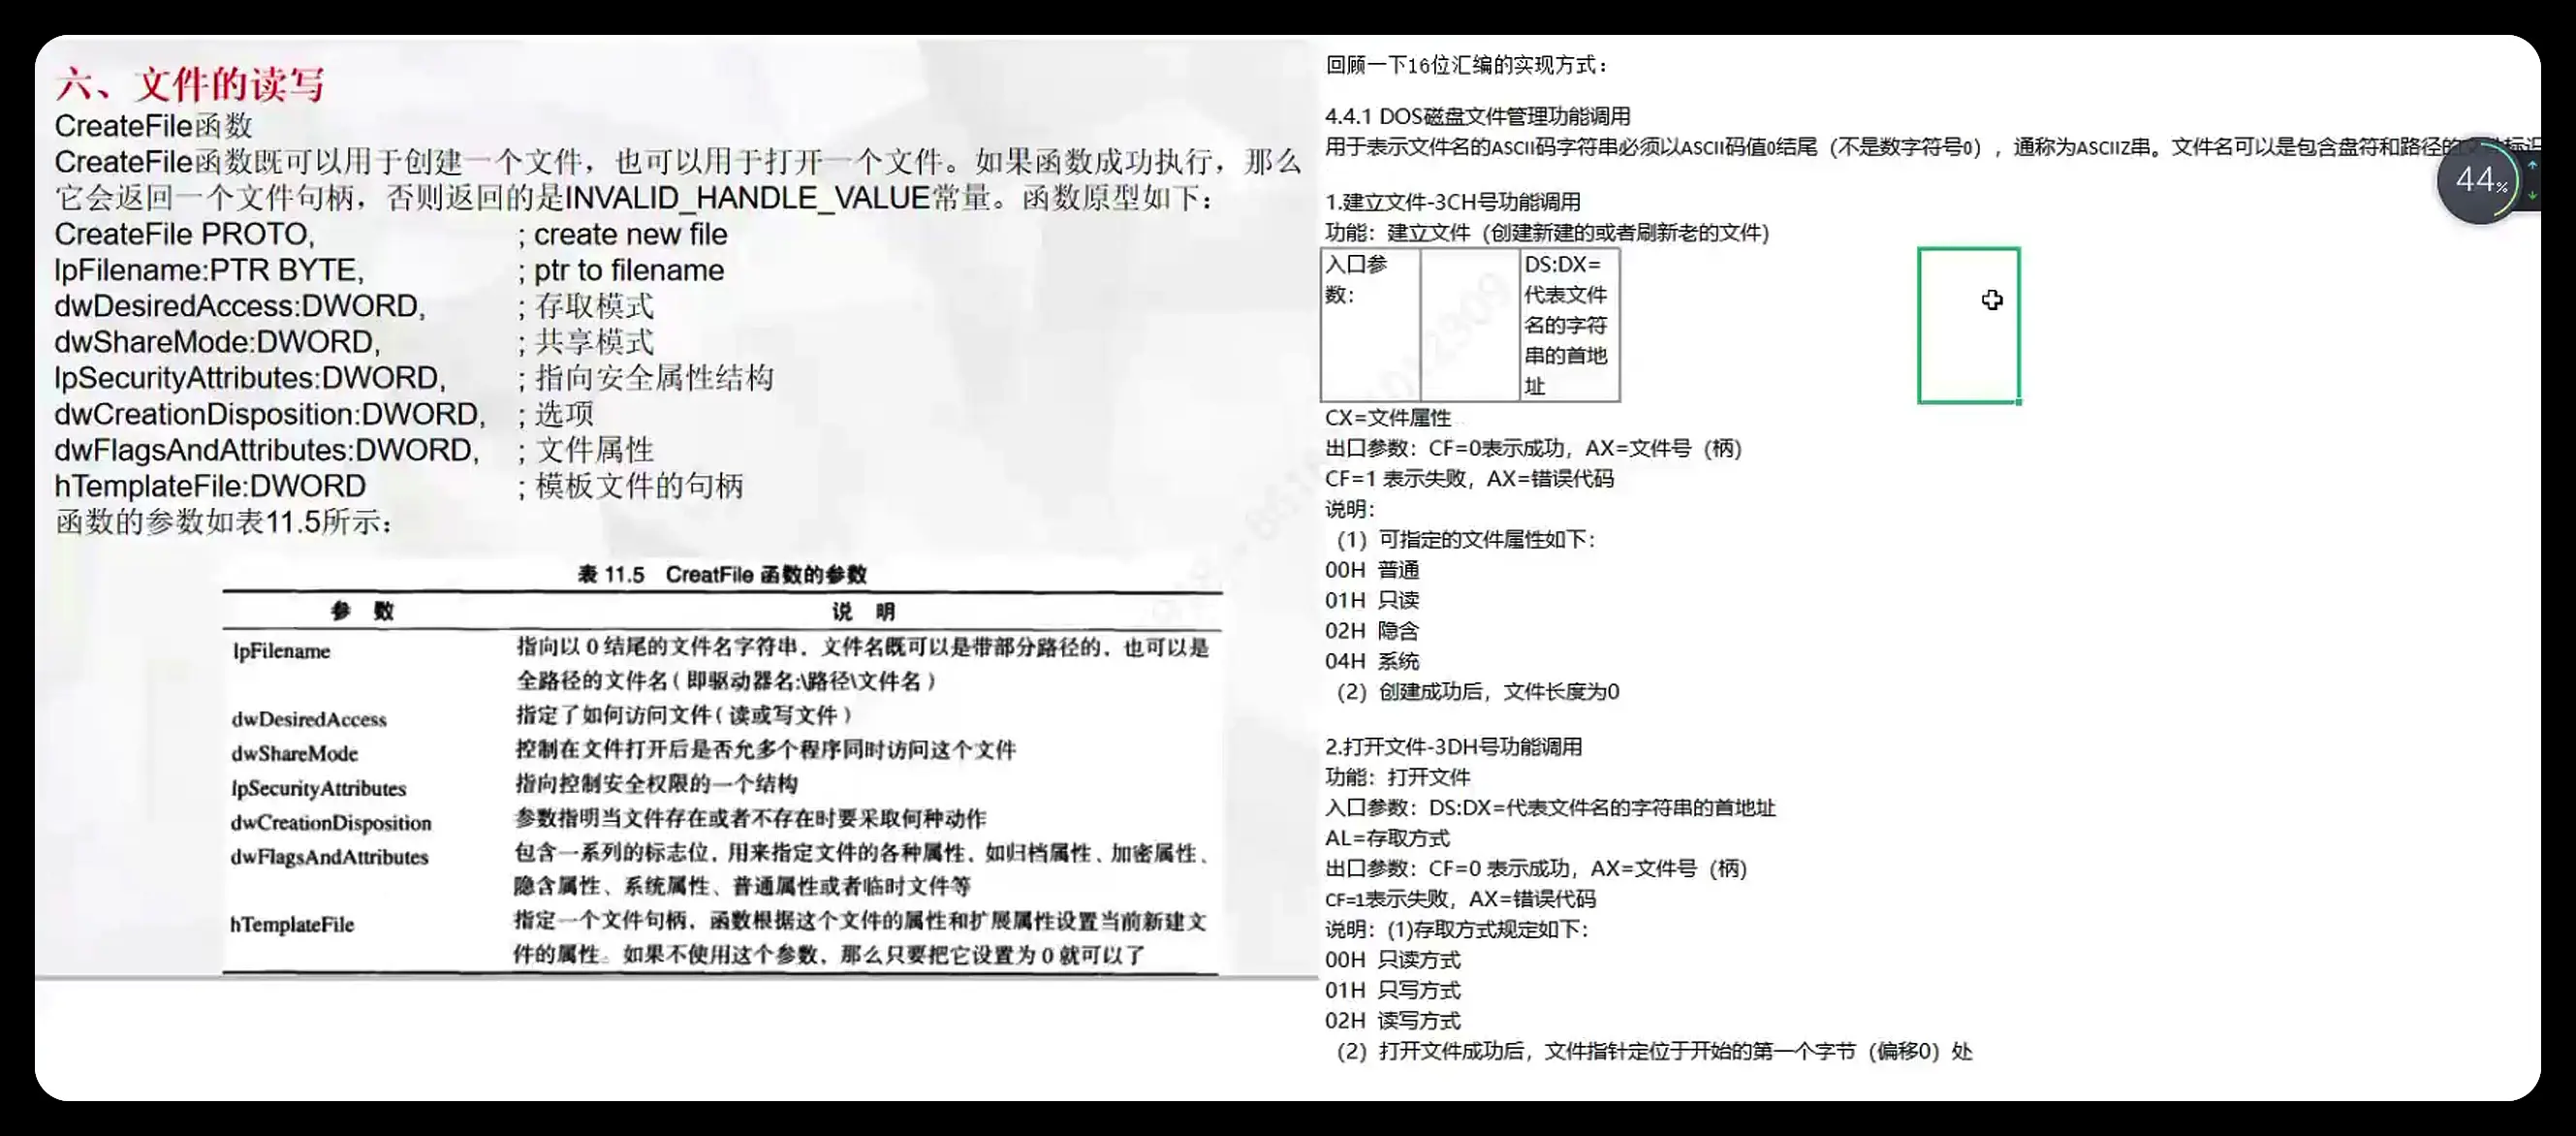 六、文件的读写
CreateFile函数
CreateFile函数既可以用于创建一个文件，也可以用于打开一个文件。如果函数成功执行，那么
它会返回一个文件句柄，否则返回的是INVALID_HANDLE_VALUE常量。函数原型如下：
CreateFile PROTO, ; create new file
lpFilename:PTR BYTE, ; ptr to filename
dwDesiredAccess:DWORD, ; 存取模式
dwShareMode:DWORD, ; 共享模式
lpSecurityAttributes:DWORD, ; 指向安全属性结构
dwCreationDisposition:DWORD, ; 选项
dwFlagsAndAttributes:DWORD, ; 文件属性
hTemplateFile:DWORD ; 模板文件的句柄
函数的参数如表11.5所示：
表 11.5 CreatFile 函数的参数
参 数 说 明
lpFilename 指向以 0 结尾的文件名字符串，文件名既可以是带部分路径的，也可以是
全路径的文件名（即驱动器名:\路径\文件名）
dwDesiredAccess 指定了如何访问文件（读或写文件）
dwShareMode 控制在文件打开后是否允多个程序同时访问这个文件
lpSecurityAttributes 指向控制安全权限的一个结构
dwCreationDisposition 参数指明当文件存在或者不存在时要采取何种动作
dwFlagsAndAttributes 包含一系列的标志位，用来指定文件的各种属性，如归档属性、加密属性、
隐含属性、系统属性、普通属性或者临时文件等
hTemplateFile 指定一个文件句柄，函数根据这个文件的属性和扩展属性设置当前新建文
件的属性。如果不使用这个参数，那么只要把它设置为 0 就可以了
回顾一下16位汇编的实现方式：
4.4.1 DOS磁盘文件管理功能调用
用于表示文件名的ASCII码字符串必须以ASCII码值0结尾（不是数字符号0），通称为ASCIIZ串。文件名可以是包含盘符和路径的
44%
1.建立文件-3CH号功能调用
功能：建立文件（创建新建的或者刷新老的文件)
入口参
数：
DS:DX=
代表文件
名的字符
串的首地
址
CX=文件属性
出口参数：CF=0表示成功，AX=文件号（柄）
CF=1 表示失败，AX=错误代码
说明：
（1）可指定的文件属性如下：
00H 普通
01H 只读
02H 隐含
04H 系统
（2）创建成功后，文件长度为0
2.打开文件-3DH号功能调用
功能：打开文件
入口参数：DS:DX=代表文件名的字符串的首地址
AL=存取方式
出口参数：CF=0 表示成功，AX=文件号（柄）
CF=1表示失败，AX=错误代码
说明：(1)存取方式规定如下：
00H 只读方式
01H 只写方式
02H 读写方式
（2）打开文件成功后，文件指针定位于开始的第一个字节（偏移0）处